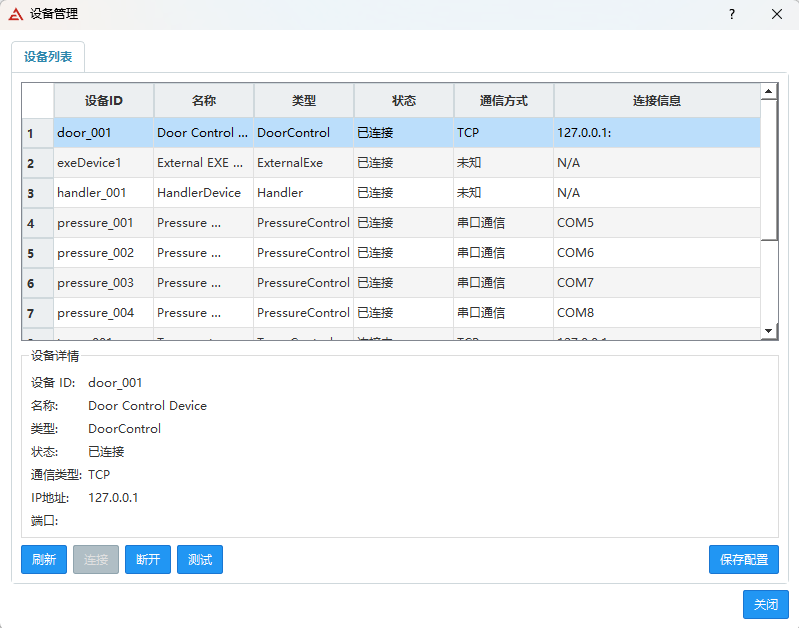 设备管理
设备列表
设备ID 名称 类型 状态 通信方式 连接信息
1 door_001 Door Control ... DoorControl 已连接 TCP 127.0.0.1:
2 exeDevice1 External EXE ... ExternalExe 已连接 未知 N/A
3 handler_001 HandlerDevice Handler 已连接 未知 N/A
4 pressure_001 Pressure ... PressureControl 已连接 串口通信 COM5
5 pressure_002 Pressure ... PressureControl 已连接 串口通信 COM6
6 pressure_003 Pressure ... PressureControl 已连接 串口通信 COM7
7 pressure_004 Pressure ... PressureControl 已连接 串口通信 COM8
设备详情
设备 ID: door_001
名称: Door Control Device
类型: DoorControl
状态: 已连接
通信类型: TCP
IP地址: 127.0.0.1
端口:
刷新 连接 断开 测试 保存配置
关闭